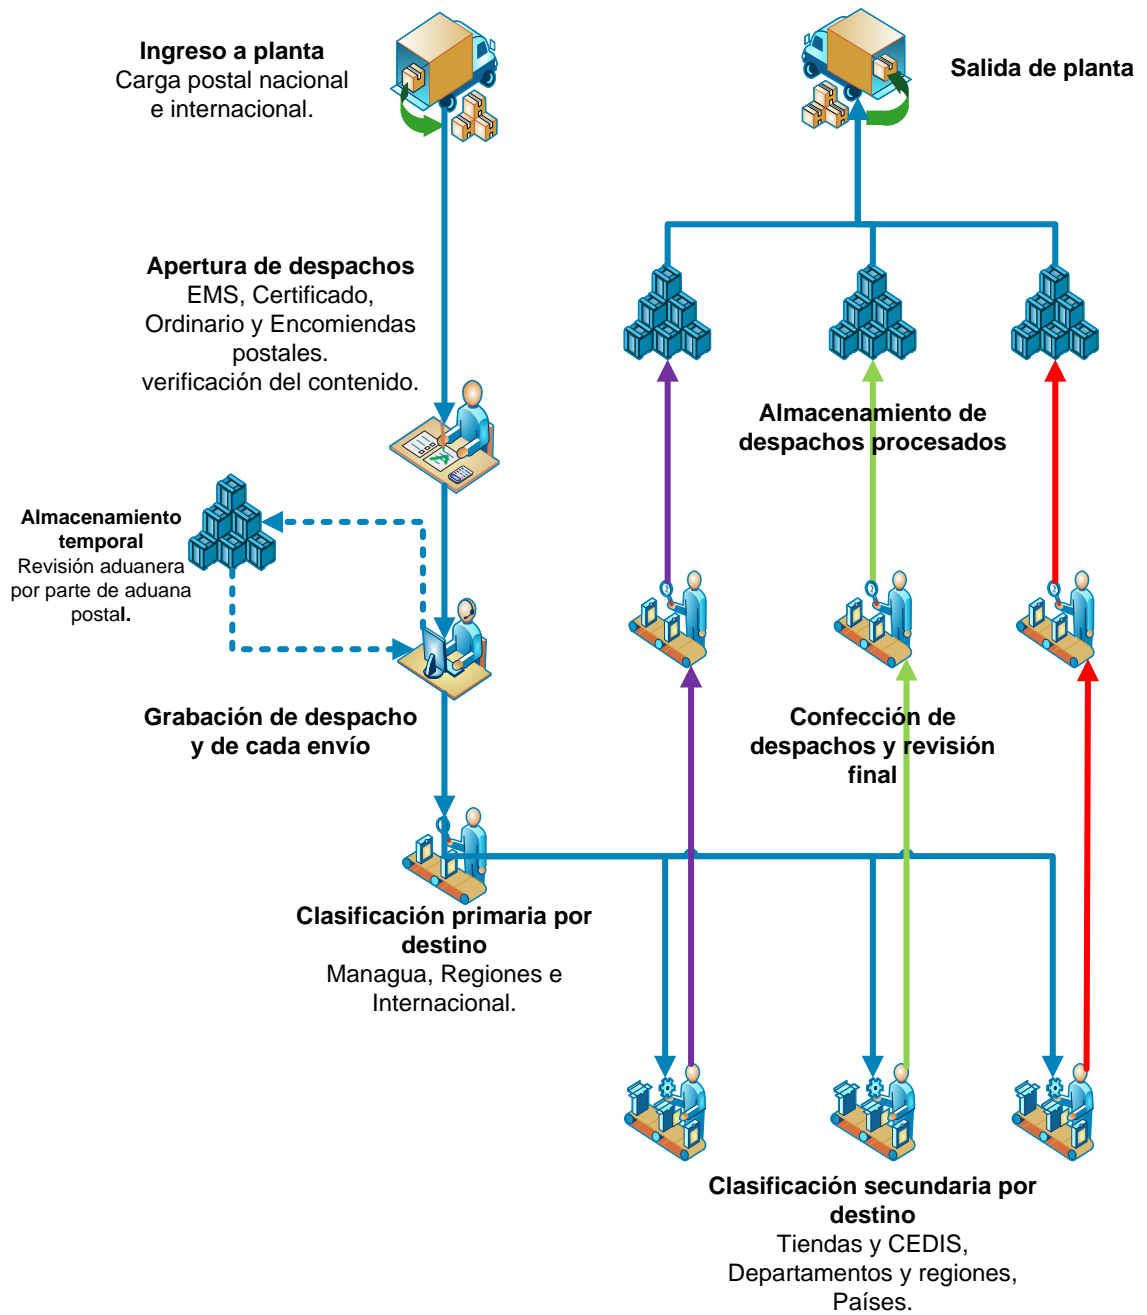 Ingreso a planta
Carga postal nacional
e internacional.
Salida de planta
Apertura de despachos
EMS, Certificado,
Ordinario y Encomiendas
postales.
verificación del contenido.
Almacenamiento de
despachos procesados
Almacenamiento
temporal
Revisión aduanera
por parte de aduana
postal.
Grabación de despacho
y de cada envío
Confección de
despachos y revisión
final
Clasificación primaria por
destino
Managua, Regiones e
Internacional.
Clasificación secundaria por
destino
Tiendas y CEDIS,
Departamentos y regiones,
Países.